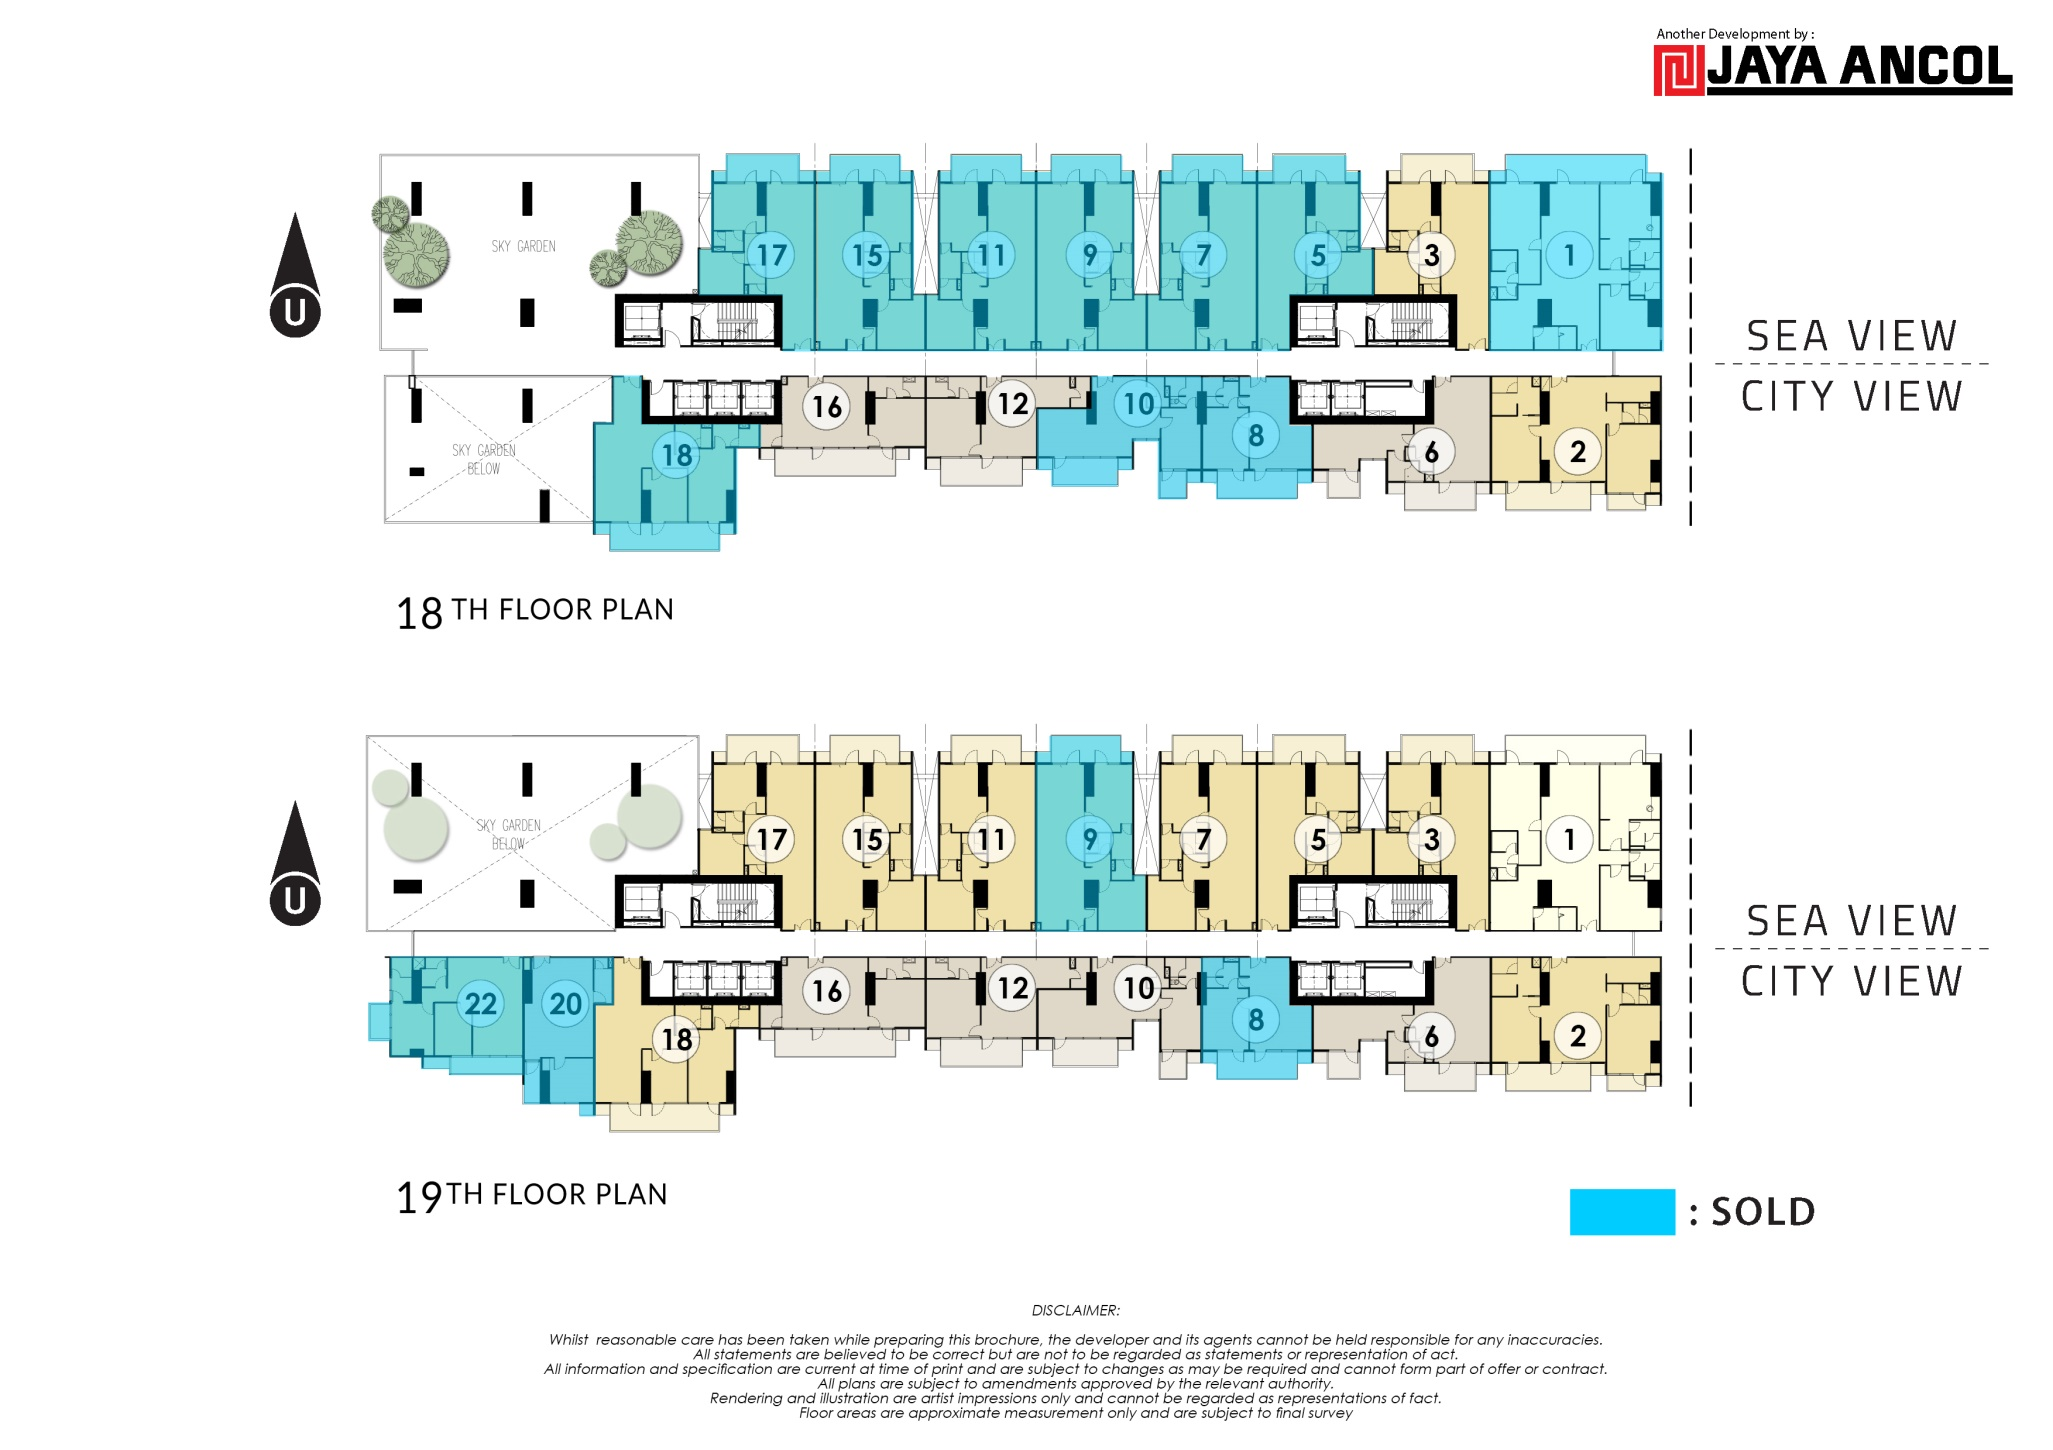 Another Development by :
JAYA ANCOL
SKY GARDEN
17 15 11 9 7 5 3 1
U
SEA VIEW
CITY VIEW
16 12 10 8 6 2
SKY GARDEN
BELOW
18
18 TH FLOOR PLAN
SKY GARDEN
BELOW
17 15 11 9 7 5 3 1
U
SEA VIEW
CITY VIEW
22 20 18 16 12 10 8 6 2
19 TH FLOOR PLAN
: SOLD
DISCLAIMER:
Whilst reasonable care has been taken while preparing this brochure, the developer and its agents cannot be held responsible for any inaccuracies.
All statements are believed to be correct but are not to be regarded as statements or representation of act.
All information and specification are current at time of print and are subject to changes as may be required and cannot form part of offer or contract.
All plans are subject to amendments approved by the relevant authority.
Rendering and illustration are artist impressions only and cannot be regarded as representations of fact.
Floor areas are approximate measurement only and are subject to final survey